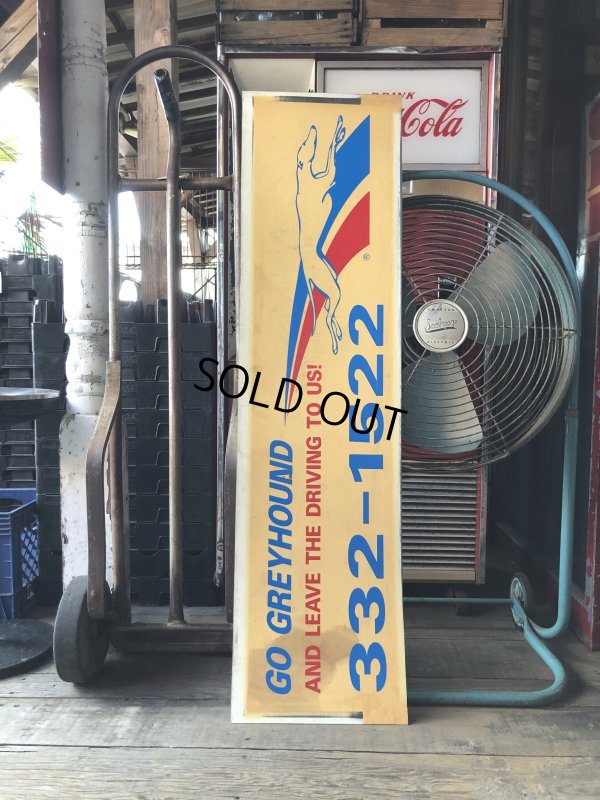 DRINK
Coca-Cola
GO GREYHOUND
AND LEAVE THE DRIVING TO US!
332-1522
®
SOLD OUT